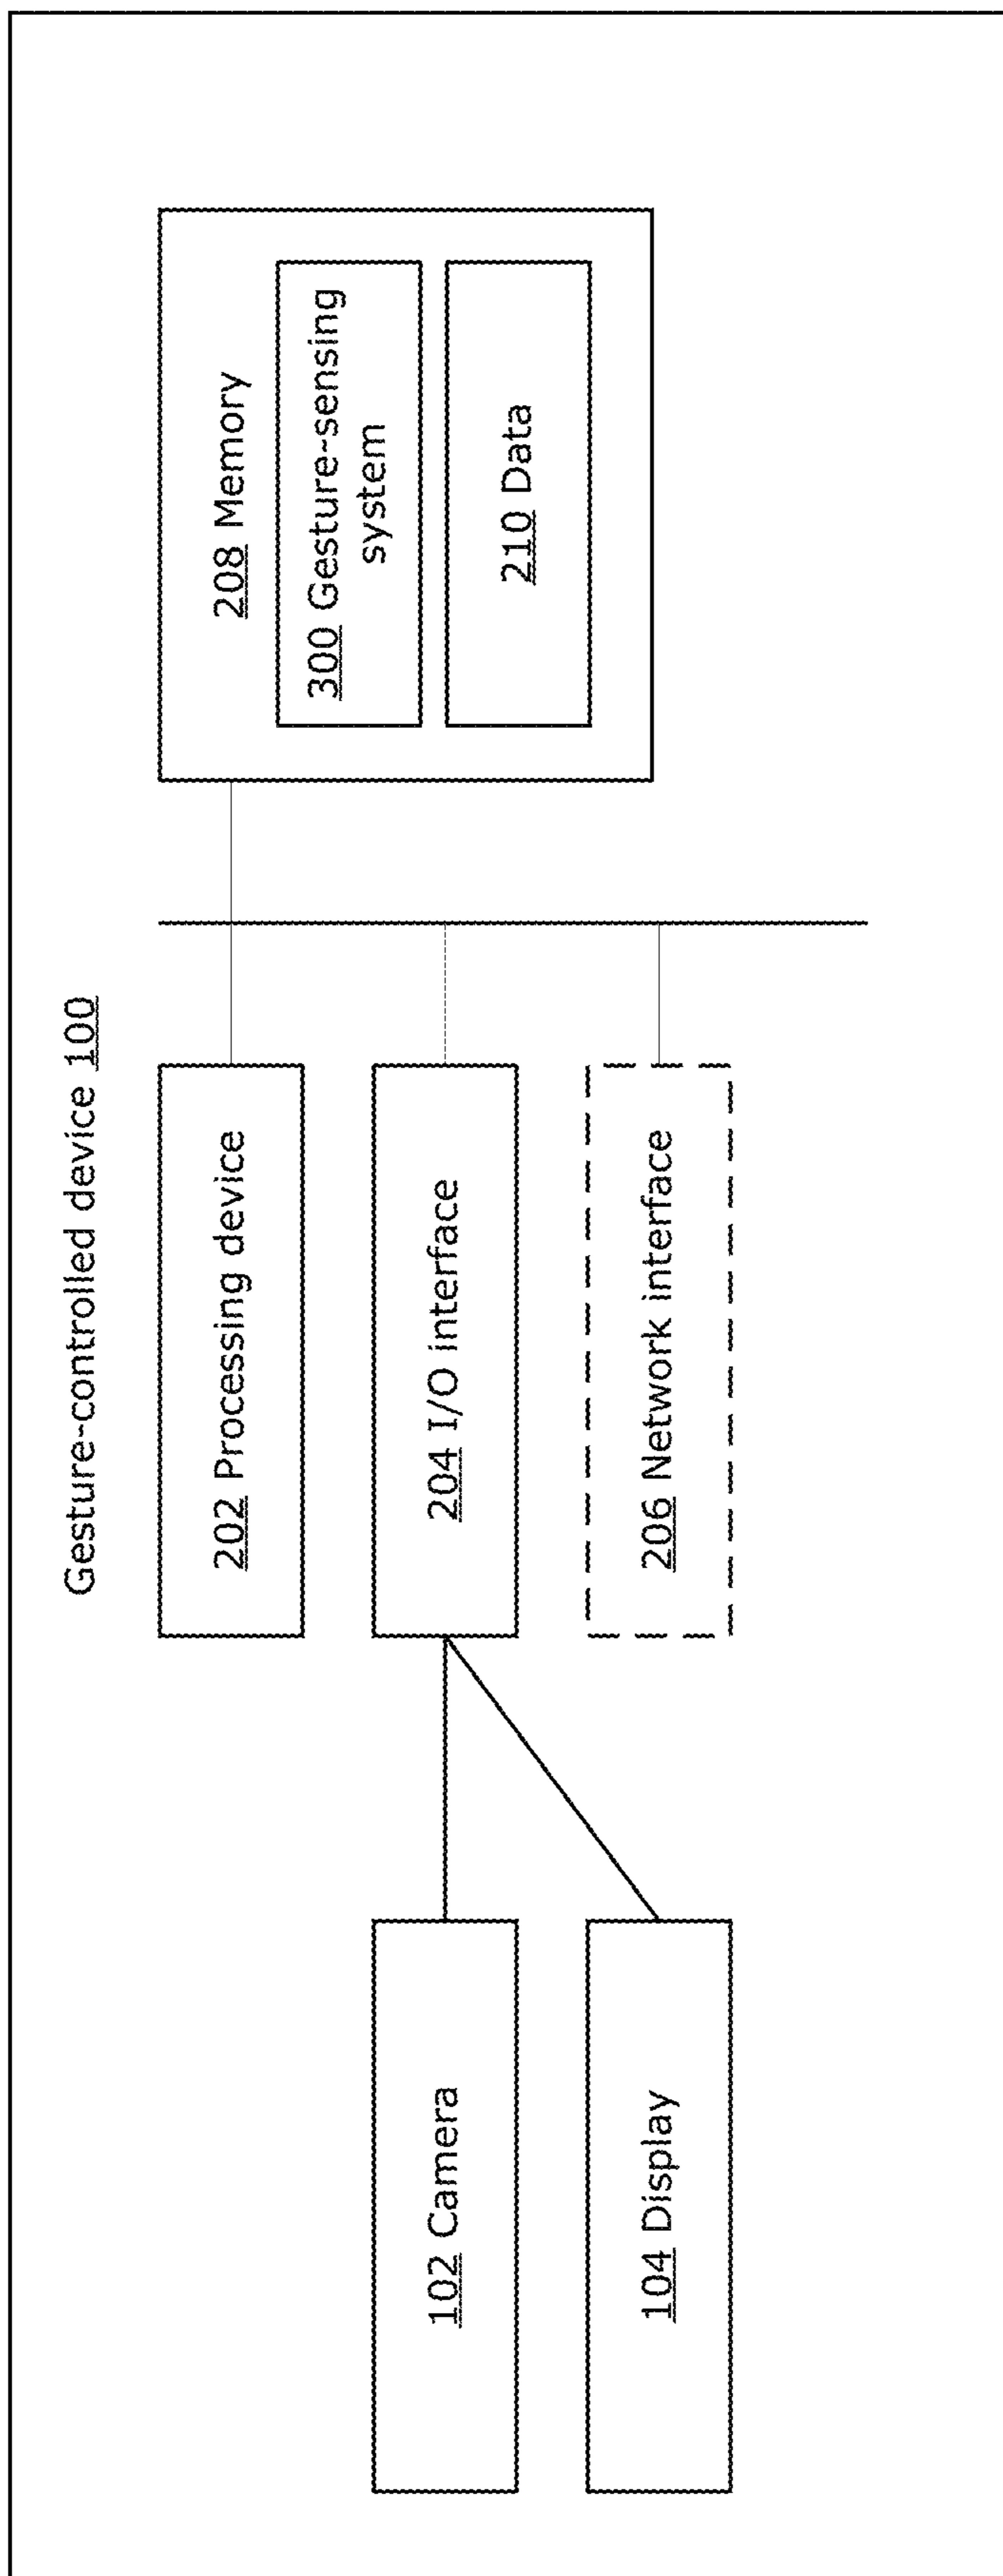 Gesture-controlled device 100
202 Processing device
208 Memory
300 Gesture-sensing
system
102 Camera
204 I/O interface
210 Data
104 Display
206 Network interface